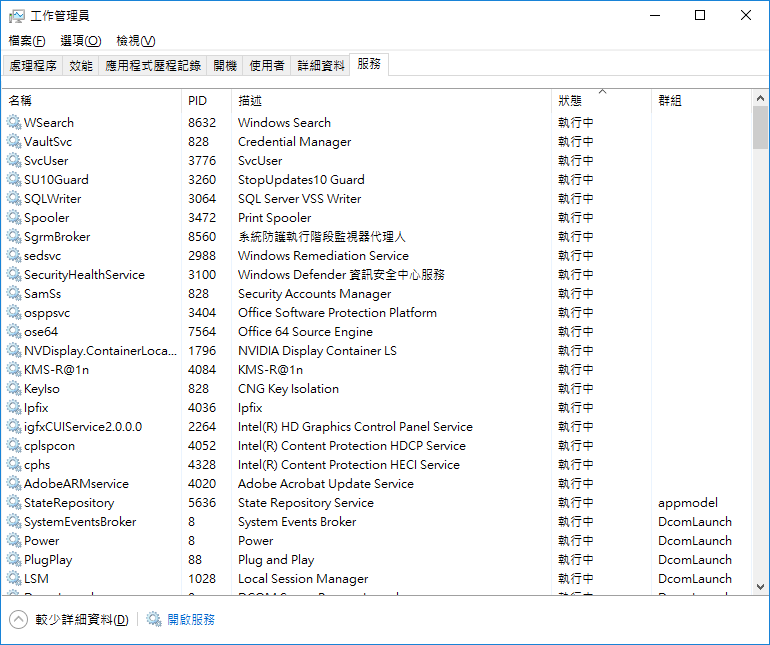 工作管理員
檔案(F) 選項(O) 檢視(V)
處理程序 效能 應用程式歷程記錄 開機 使用者 詳細資料 服務
名稱 PID 描述 狀態 群組
WSearch 8632 Windows Search 執行中
VaultSvc 828 Credential Manager 執行中
SvcUser 3776 SvcUser 執行中
SU10Guard 3260 StopUpdates10 Guard 執行中
SQLWriter 3064 SQL Server VSS Writer 執行中
Spooler 3472 Print Spooler 執行中
SgrmBroker 8560 系統防護執行階段監視器代理人 執行中
sedsvc 2988 Windows Remediation Service 執行中
SecurityHealthService 3100 Windows Defender 資訊安全中心服務 執行中
SamSs 828 Security Accounts Manager 執行中
osppsvc 3404 Office Software Protection Platform 執行中
ose64 7564 Office 64 Source Engine 執行中
NVDisplay.ContainerLoca... 1796 NVIDIA Display Container LS 執行中
KMS-R@1n 4084 KMS-R@1n 執行中
KeyIso 828 CNG Key Isolation 執行中
Ipfix 4036 Ipfix 執行中
igfxCUIService2.0.0.0 2264 Intel(R) HD Graphics Control Panel Service 執行中
cplspcon 4052 Intel(R) Content Protection HDCP Service 執行中
cphs 4328 Intel(R) Content Protection HECI Service 執行中
AdobeARMservice 4020 Adobe Acrobat Update Service 執行中
StateRepository 5636 State Repository Service 執行中 appmodel
SystemEventsBroker 8 System Events Broker 執行中 DcomLaunch
Power 8 Power 執行中 DcomLaunch
PlugPlay 88 Plug and Play 執行中 DcomLaunch
LSM 1028 Local Session Manager 執行中 DcomLaunch
較少詳細資料(D) 開啟服務